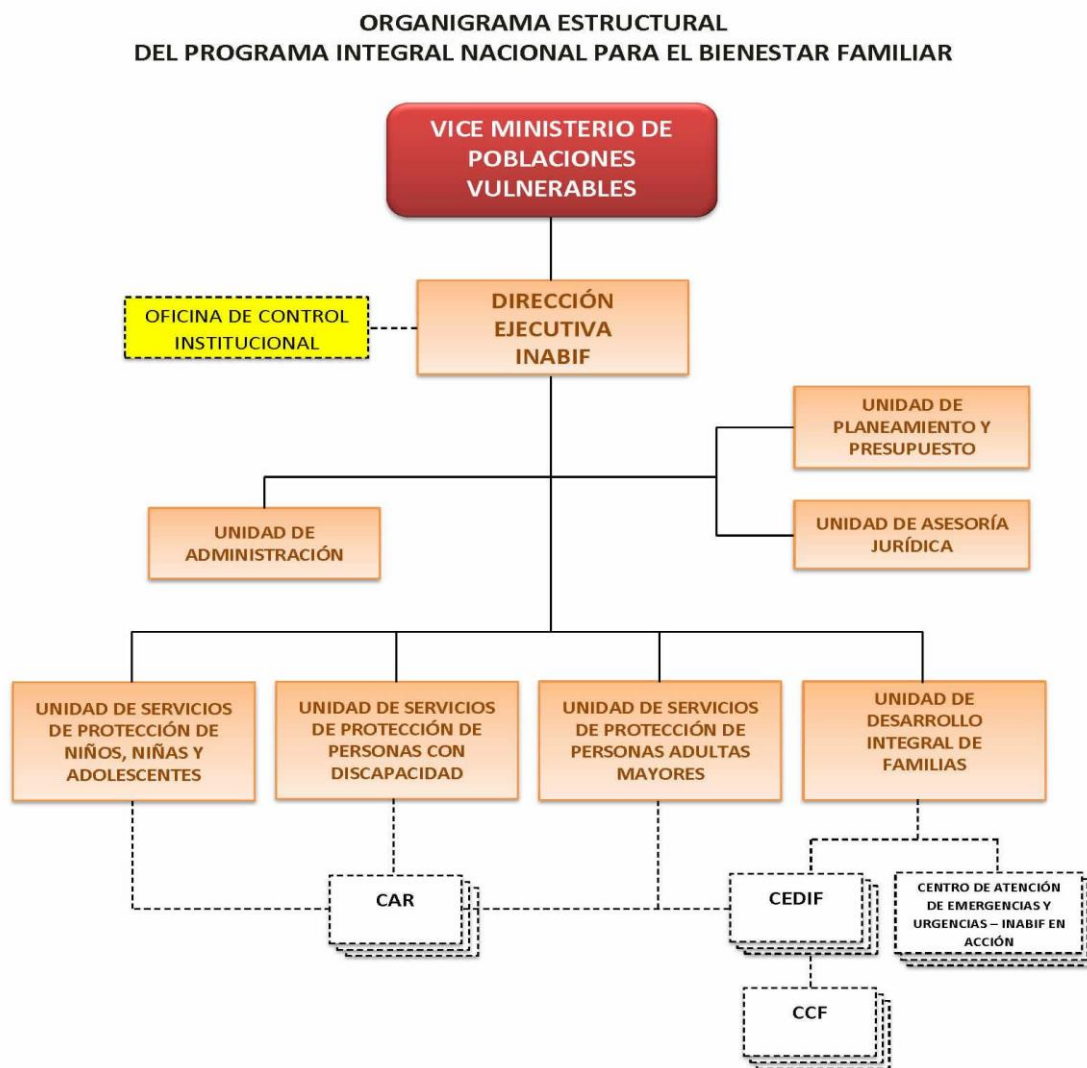 ORGANIGRAMA ESTRUCTURAL
DEL PROGRAMA INTEGRAL NACIONAL PARA EL BIENESTAR FAMILIAR
VICE MINISTERIO DE
POBLACIONES
VULNERABLES
OFICINA DE CONTROL
INSTITUCIONAL
DIRECCIÓN
EJECUTIVA
INABIF
UNIDAD DE
PLANEAMIENTO Y
PRESUPUESTO
UNIDAD DE
ADMINISTRACIÓN
UNIDAD DE ASESORÍA
JURÍDICA
UNIDAD DE SERVICIOS
DE PROTECCIÓN DE
NIÑOS, NIÑAS Y
ADOLESCENTES
UNIDAD DE SERVICIOS
DE PROTECCIÓN DE
PERSONAS CON
DISCAPACIDAD
UNIDAD DE SERVICIOS
DE PROTECCIÓN DE
PERSONAS ADULTAS
MAYORES
UNIDAD DE
DESARROLLO
INTEGRAL DE
FAMILIAS
CAR
CEDIF
CENTRO DE ATENCIÓN
DE EMERGENCIAS Y
URGENCIAS – INABIF EN
ACCIÓN
CCF